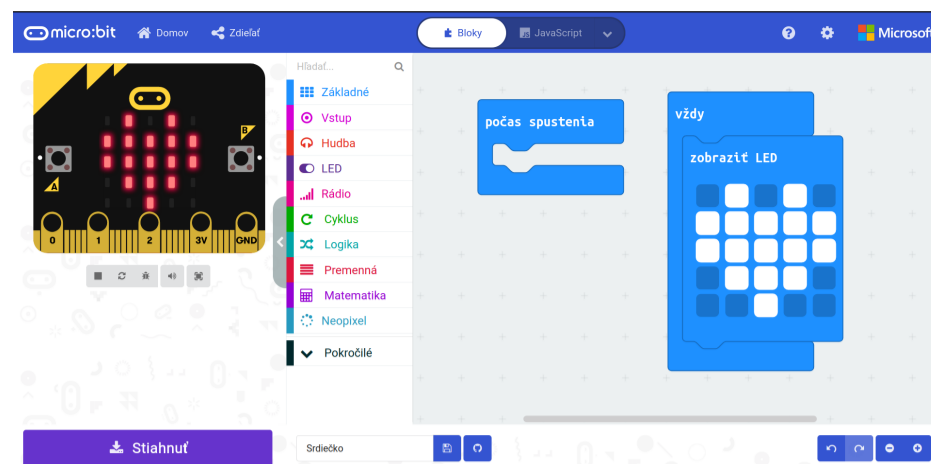 micro:bit Domov Zdieľať Bloky JavaScript Microsoft
Hľadať...
Základné
Vstup
Hudba
LED
Rádio
Cyklus
Logika
Premenná
Matematika
Neopixel
Pokročilé
A
B
0 1 2 3V GND
počas spustenia
vždy
zobraziť LED
Stiahnuť
Srdiečko